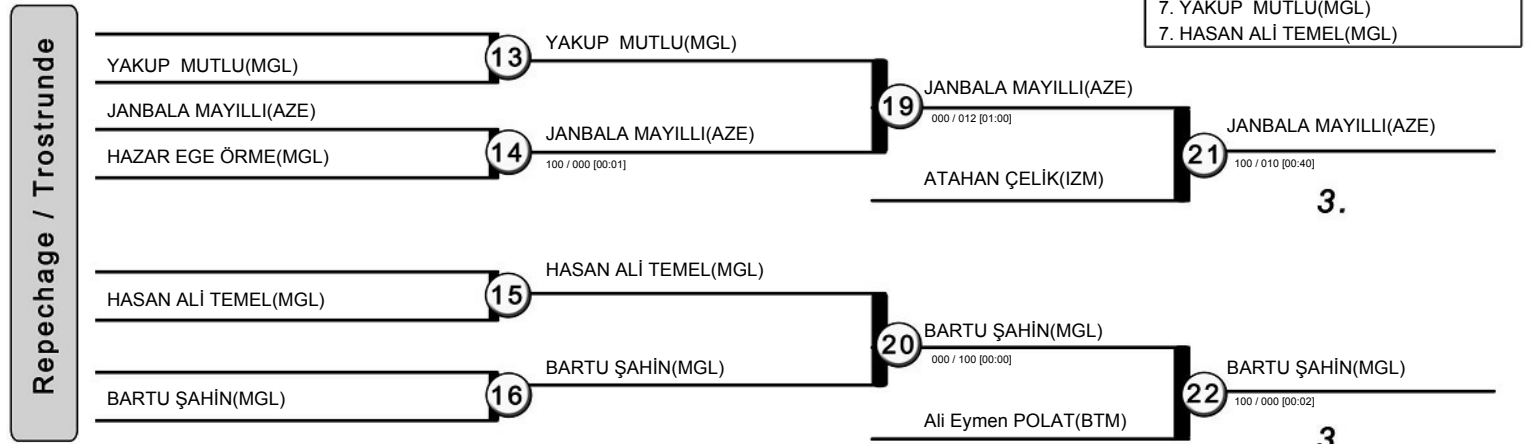 7. YAKUP MUTLU(MGL)
7. HASAN ALİ TEMEL(MGL)
Repechage / Trostrunde
YAKUP MUTLU(MGL)
13
YAKUP MUTLU(MGL)
JANBALA MAYILLI(AZE)
HAZAR EGE ÖRME(MGL)
14
JANBALA MAYILLI(AZE)
100 / 000 [00:01]
19
JANBALA MAYILLI(AZE)
000 / 012 [01:00]
ATAHAN ÇELİK(IZM)
21
JANBALA MAYILLI(AZE)
100 / 010 [00:40]
3.
HASAN ALİ TEMEL(MGL)
15
HASAN ALİ TEMEL(MGL)
BARTU ŞAHİN(MGL)
16
BARTU ŞAHİN(MGL)
20
BARTU ŞAHİN(MGL)
000 / 100 [00:00]
Ali Eymen POLAT(BTM)
22
BARTU ŞAHİN(MGL)
100 / 000 [00:02]
3